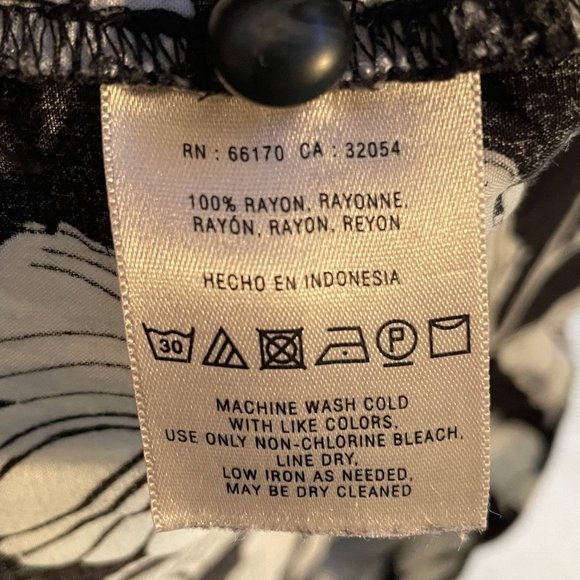 RN : 66170 CA : 32054
100% RAYON, RAYONNE,
RAYÓN, RAYON, REYON
HECHO EN INDONESIA
30 P
MACHINE WASH COLD
WITH LIKE COLORS,
USE ONLY NON-CHLORINE BLEACH,
LINE DRY,
LOW IRON AS NEEDED,
MAY BE DRY CLEANED